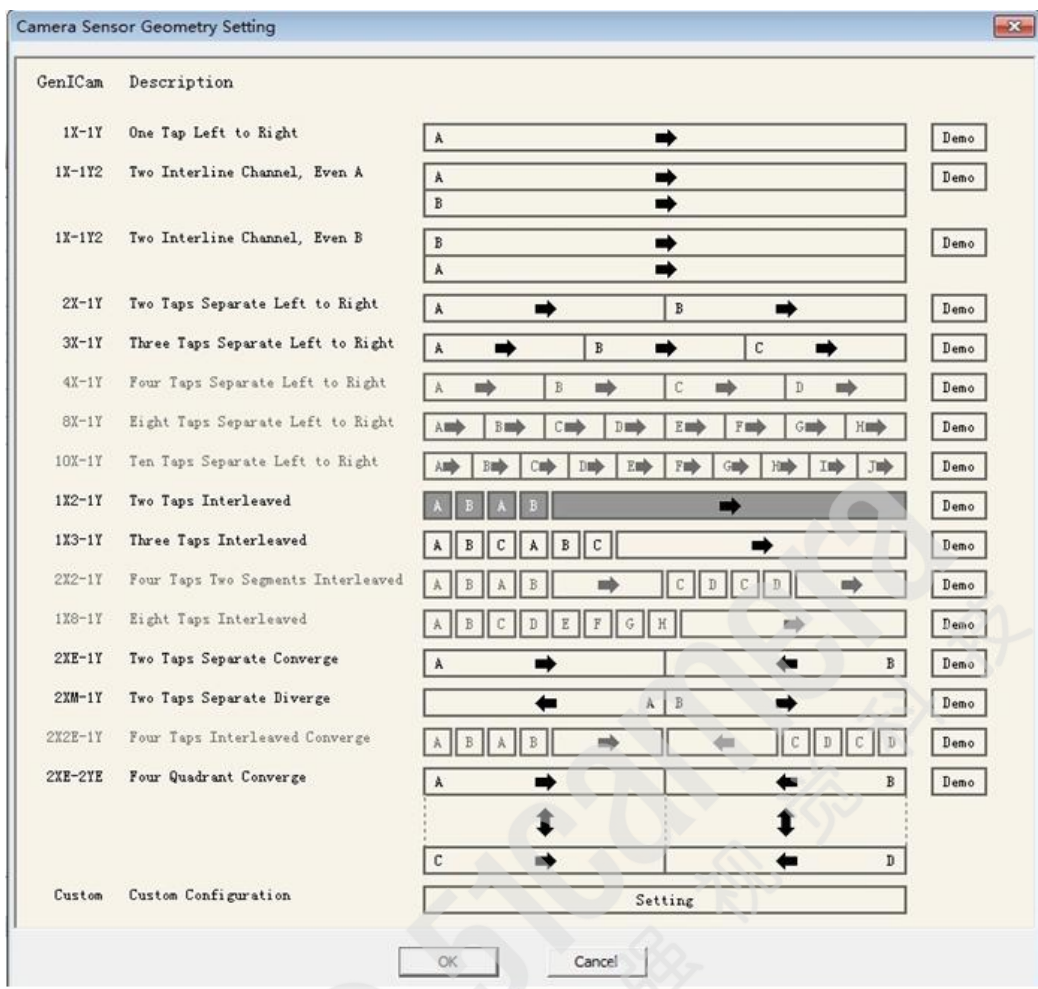 Camera Sensor Geometry Setting
GenICam Description
1X-1Y One Tap Left to Right A Demo
1X-1Y2 Two Interline Channel, Even A A Demo
B
1X-1Y2 Two Interline Channel, Even B B Demo
A
2X-1Y Two Taps Separate Left to Right A B Demo
3X-1Y Three Taps Separate Left to Right A B C Demo
4X-1Y Four Taps Separate Left to Right A B C D Demo
8X-1Y Eight Taps Separate Left to Right A B C D E F G H Demo
10X-1Y Ten Taps Separate Left to Right A B C D E F G H I J Demo
1X2-1Y Two Taps Interleaved A B A B Demo
1X3-1Y Three Taps Interleaved A B C A B C Demo
2X2-1Y Four Taps Two Segments Interleaved A B A B C D C D Demo
1X8-1Y Eight Taps Interleaved A B C D E F G H Demo
2XE-1Y Two Taps Separate Converge A B Demo
2XM-1Y Two Taps Separate Diverge A B Demo
2X2E-1Y Four Taps Interleaved Converge A B A B C D C D Demo
2XE-2YE Four Quadrant Converge A B Demo
C D
Custom Custom Configuration Setting
OK Cancel
51camera
视觉科技